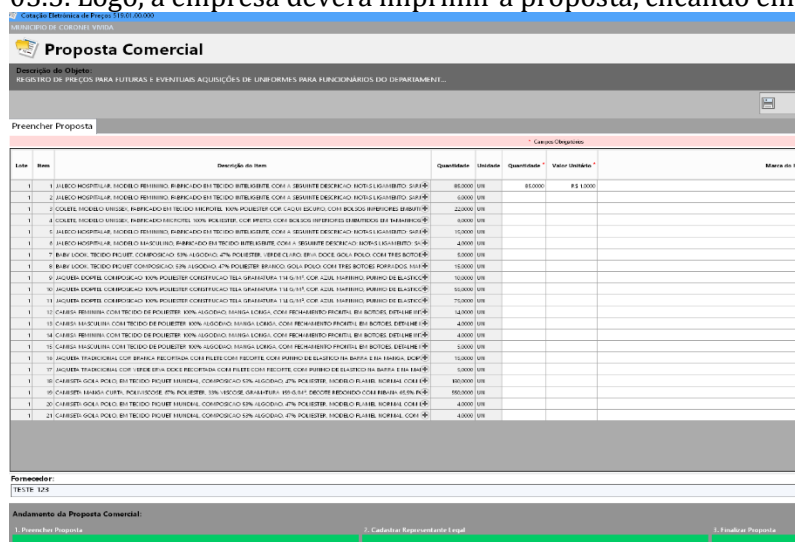 03.3. Logo, a empresa deverá imprimir a proposta, clicando em
Cotação Eletrônica de Preços 519.01.00.000
MUNICIPIO DE CORONEL VIVIDA
Proposta Comercial
Descrição do Objeto:
REGISTRO DE PREÇOS PARA FUTURAS E EVENTUAIS AQUISIÇÕES DE UNIFORMES PARA FUNCIONÁRIOS DO DEPARTAMENT...
Preencher Proposta
* Campos Obrigatórios
Lote Item Descrição do Item Quantidade Unidade Quantidade * Valor Unitário * Marca do
1 1 JALECO HOSPITALAR, MODELO FEMININO, FABRICADO EM TECIDO INTELIGENTE, COM A SEGUINTE DESCRICAO: NOTAS LIGAMENTO: SARJ 85,0000 UN 85,0000 R$ 1,0000
1 2 JALECO HOSPITALAR, MODELO FEMININO, FABRICADO EM TECIDO INTELIGENTE, COM A SEGUINTE DESCRICAO: NOTAS LIGAMENTO: SARJ 6,0000 UN
1 3 COLETE, MODELO UNISSEX, FABRICADO EM TECIDO MICROTEL 100% POLIESTER COR CAQUI ESCURO, COM BOLSOS INFERIORES EMBUTI 22,0000 UN
1 4 COLETE, MODELO UNISSEX, FABRICADO MICROTEL 100% POLIESTER, COR PRETO, COM BOLSOS INFERIORES EMBUTIDOS EM TAMANHOS UN
1 5 JALECO HOSPITALAR, MODELO FEMININO, FABRICADO EM TECIDO INTELIGENTE, COM A SEGUINTE DESCRICAO: NOTAS LIGAMENTO: SARJ 10,0000 UN
1 6 JALECO HOSPITALAR, MODELO MASCULINO, FABRICADO EM TECIDO INTELIGENTE, COM A SEGUINTE DESCRICAO: NOTAS LIGAMENTO: 4,0000 UN
1 7 BABY LOOK, TECIDO PIQUET, COMPOSICAO: 53% ALGODAO, 47% POLIESTER, VERDE CLARO, ERVA DOCE, GOLA POLO, COM TRES BOTOE 5,0000 UN
1 8 BABY LOOK, TECIDO PIQUET COMPOSICAO: 53% ALGODAO, 47% POLIESTER BRANCO, GOLA POLO, COM TRES BOTOES FORRADOS, 15,0000 UN
1 9 JAQUETA DOPTEL COMPOSICAO 100% POLIESTER CONSTRUCAO TELA GRAMATURA 114 G/M², COR AZUL MARINHO, PUNHO DE ELASTICO 10,0000 UN
1 10 JAQUETA DOPTEL COMPOSICAO 100% POLIESTER CONSTRUCAO TELA GRAMATURA 114 G/M², COR AZUL MARINHO, PUNHO DE ELASTICO 50,0000 UN
1 11 JAQUETA DOPTEL COMPOSICAO 100% POLIESTER CONSTRUCAO TELA GRAMATURA 114 G/M², COR AZUL MARINHO, PUNHO DE ELASTICO 75,0000 UN
1 12 CAMISA FEMININA COM TECIDO DE POLIESTER 100% ALGODAO, MANGA LONGA, COM FECHAMENTO FRONTAL EM BOTOES, DETALHE 14,0000 UN
1 13 CAMISA MASCULINA COM TECIDO DE POLIESTER 100% ALGODAO, MANGA LONGA, COM FECHAMENTO FRONTAL EM BOTOES, DETALHE 4,0000 UN
1 14 CAMISA FEMININA COM TECIDO DE POLIESTER 100% ALGODAO, MANGA LONGA, COM FECHAMENTO FRONTAL EM BOTOES, DETALHE 4,0000 UN
1 15 CAMISA MASCULINA COM TECIDO DE POLIESTER 100% ALGODAO, MANGA LONGA, COM FECHAMENTO FRONTAL EM BOTOES, DETALHE 5,0000 UN
1 16 JAQUETA TRADICIONAL COR BRANCA RECORTADA COM FILETE COM RECORTE, COM PUNHO DE ELASTICO NA BARRA E NA MANGA, 10,0000 UN
1 17 JAQUETA TRADICIONAL COR VERDE ERVA DOCE RECORTADA COM FILETE COM RECORTE, COM PUNHO DE ELASTICO NA BARRA E NA 5,0000 UN
1 18 CAMISETA GOLA POLO, EM TECIDO PIQUET MUNDIAL, COMPOSICAO 53% ALGODAO, 47% POLIESTER, MODELO FLAMEL NORMAL COM 100,0000 UN
1 19 CAMISETA MANGA CURTA, POLIVISCOSE, 67% POLIESTER, 33% VISCOSE, GRAMATURA G/M², DECOTE REDONDO COM RIBANA 550,0000 UN
1 20 CAMISETA GOLA POLO, EM TECIDO PIQUET MUNDIAL, COMPOSICAO 53% ALGODAO, 47% POLIESTER, MODELO FLAMEL NORMAL, COM 4,0000 UN
1 21 CAMISETA GOLA POLO, EM TECIDO PIQUET MUNDIAL, COMPOSICAO 53% ALGODAO, 47% POLIESTER, MODELO FLAMEL NORMAL, COM 4,0000 UN
Fornecedor:
TESTE 123
Andamento da Proposta Comercial:
1. Preencher Proposta 2. Cadastrar Representante Legal 3. Finalizar Proposta